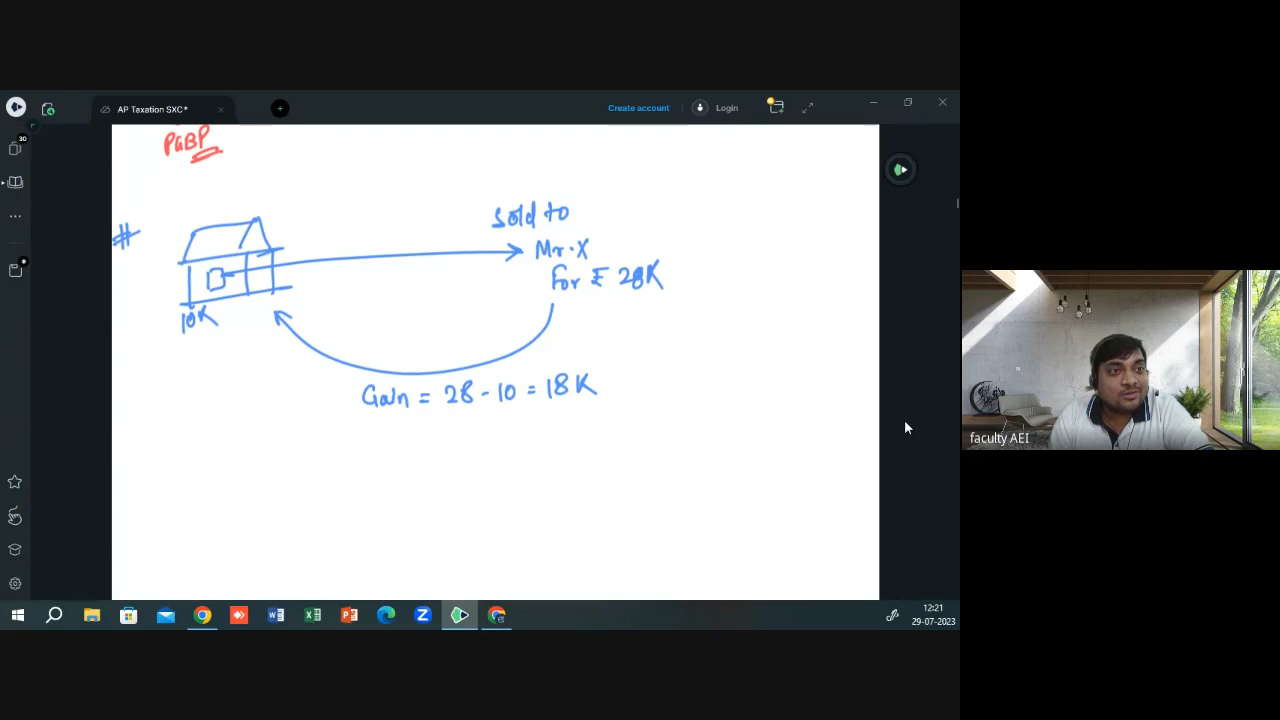 AP Taxation SXC*
Create account
Login
30
PGBP
#
Sold to
Mr.X
For ₹ 28K
10K
Gain = 28 - 10 = 18K
faculty AEI
12:21
29-07-2023